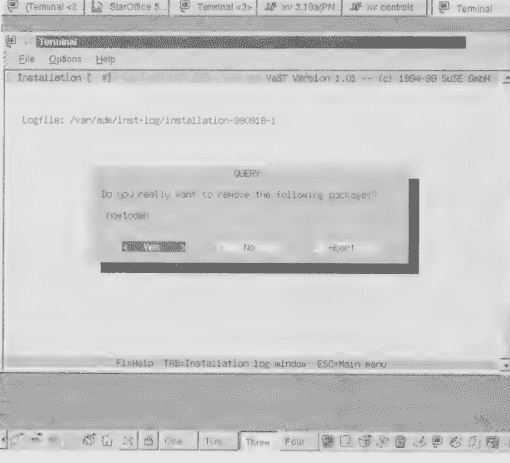 (Terminal <2 StarOffice 5... Terminal <3> xv 3.10a(PN xv controls Terminal
Terminal
File Options Help
Installation YaST Version 1.01 -- (c) 1994-99 SuSE GmbH
Logfile: /var/adm/inst-log/installation-990818-1
QUERY
Do you really want to remove the following packages?
howtodeh
Yes No Abort
F1=Help TAB=Installation log window ESC=Main menu
One Two Three Four